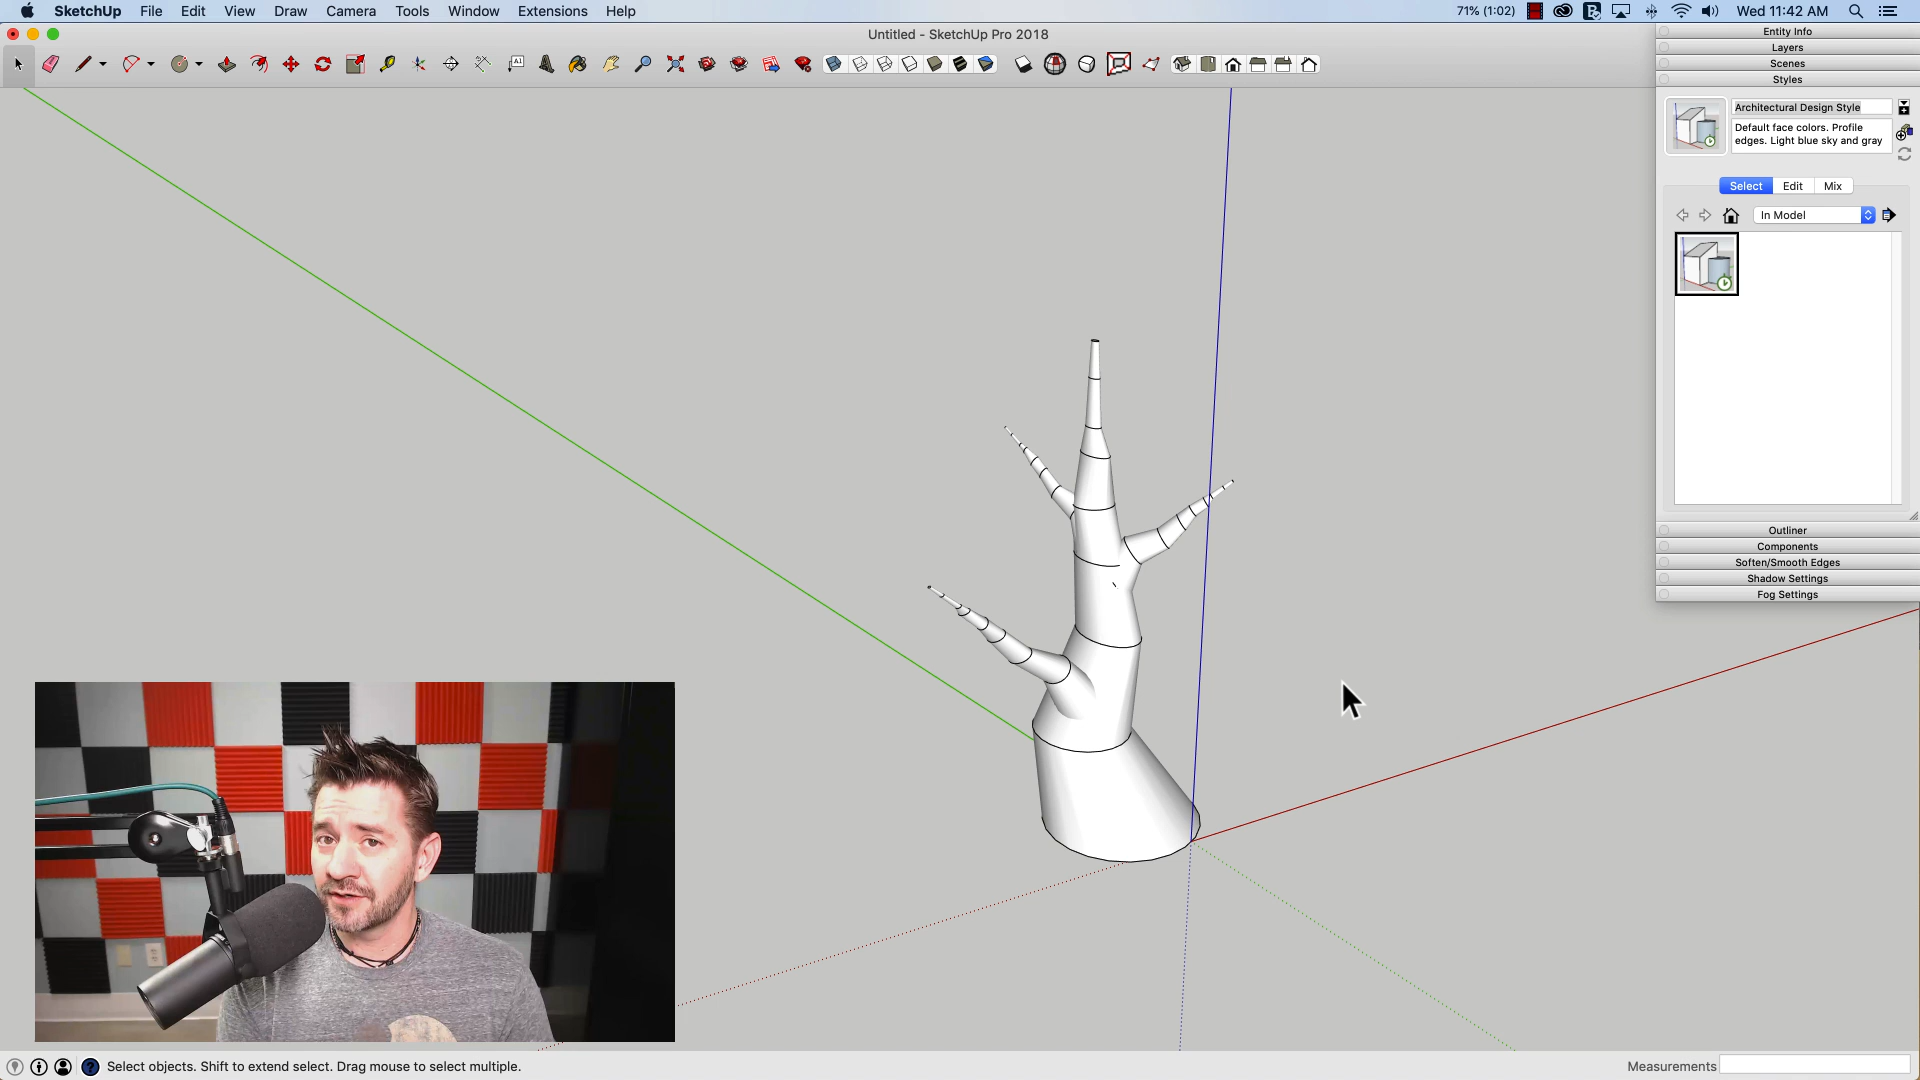 SketchUp File Edit View Draw Camera Tools Window Extensions Help 71% (1:02) Wed 11:42 AM
Untitled - SketchUp Pro 2018
Entity Info
Layers
Scenes
Styles
Architectural Design Style
Default face colors. Profile
edges. Light blue sky and gray
Select Edit Mix
In Model
Outliner
Components
Soften/Smooth Edges
Shadow Settings
Fog Settings
Select objects. Shift to extend select. Drag mouse to select multiple.
Measurements